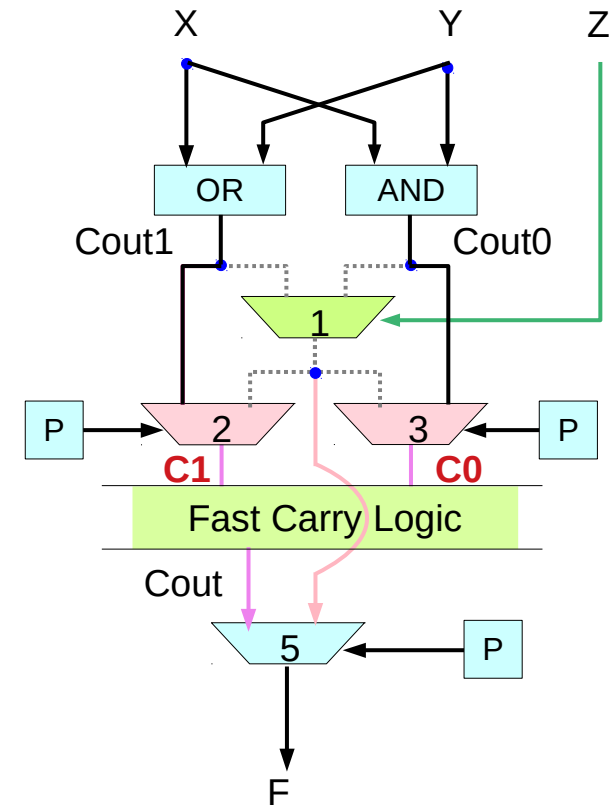 X Y Z
OR AND
Cout1 Cout0
1
P 2 3 P
C1 C0
Fast Carry Logic
Cout
5 P
F